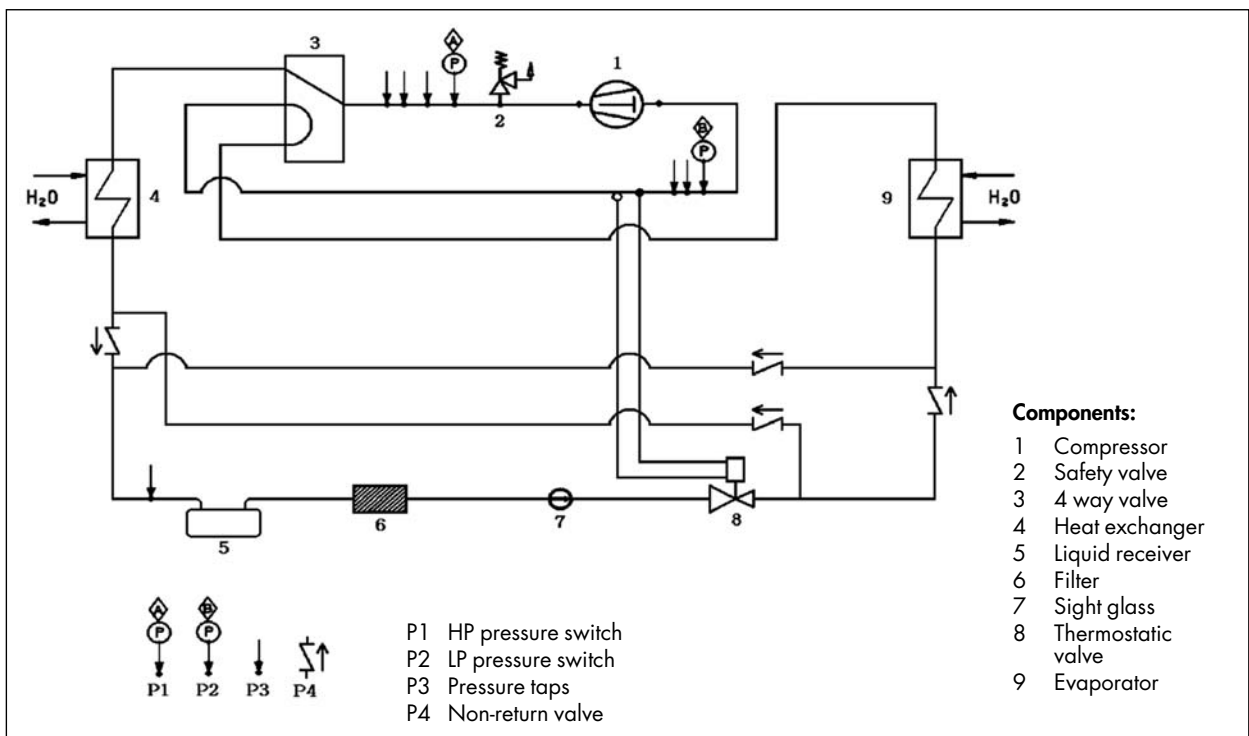 3
A
P
1
2
B
P
H₂O
4
9
H₂O
5
6
7
8
Components:
1 Compressor
2 Safety valve
3 4 way valve
4 Heat exchanger
5 Liquid receiver
6 Filter
7 Sight glass
8 Thermostatic
valve
9 Evaporator
A
P
P1
B
P
P2
P3
P4
P1 HP pressure switch
P2 LP pressure switch
P3 Pressure taps
P4 Non-return valve